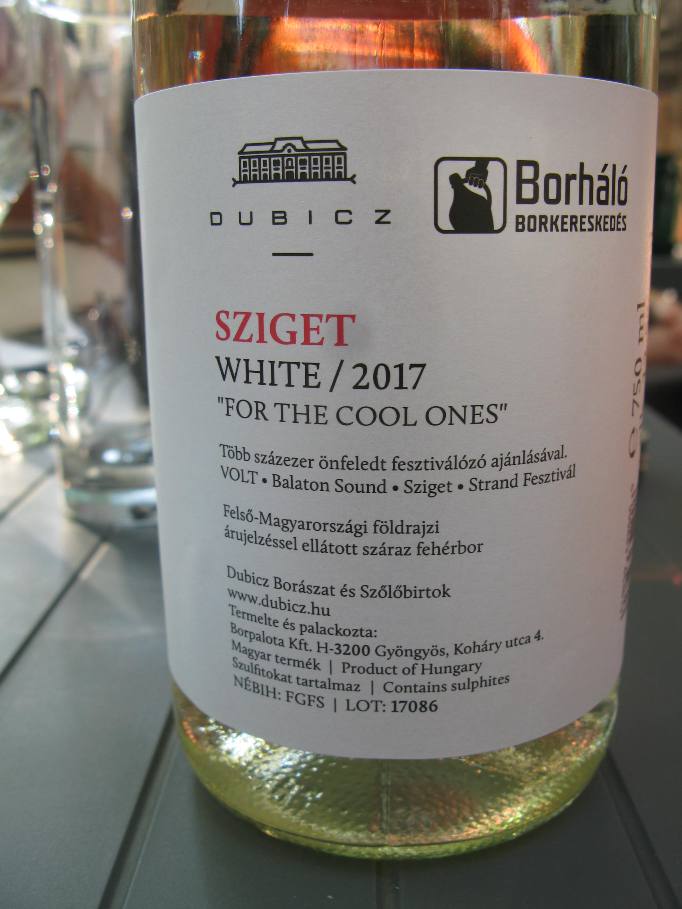 DUBICZ
Borháló
BORKERESKEDÉS
SZIGET
WHITE / 2017
"FOR THE COOL ONES"
Több százezer önfeledt fesztiválózó ajánlásával.
VOLT • Balaton Sound • Sziget • Strand Fesztivál
Felső-Magyarországi földrajzi
árujelzéssel ellátott száraz fehérbor
Dubicz Borászat és Szőlőbirtok
www.dubicz.hu
Termelte és palackozta:
Borpalota Kft. H-3200 Gyöngyös, Koháry utca 4.
Magyar termék | Product of Hungary
Szulfitokat tartalmaz | Contains sulphites
NÉBIH: FGFS | LOT: 17086
750 ml